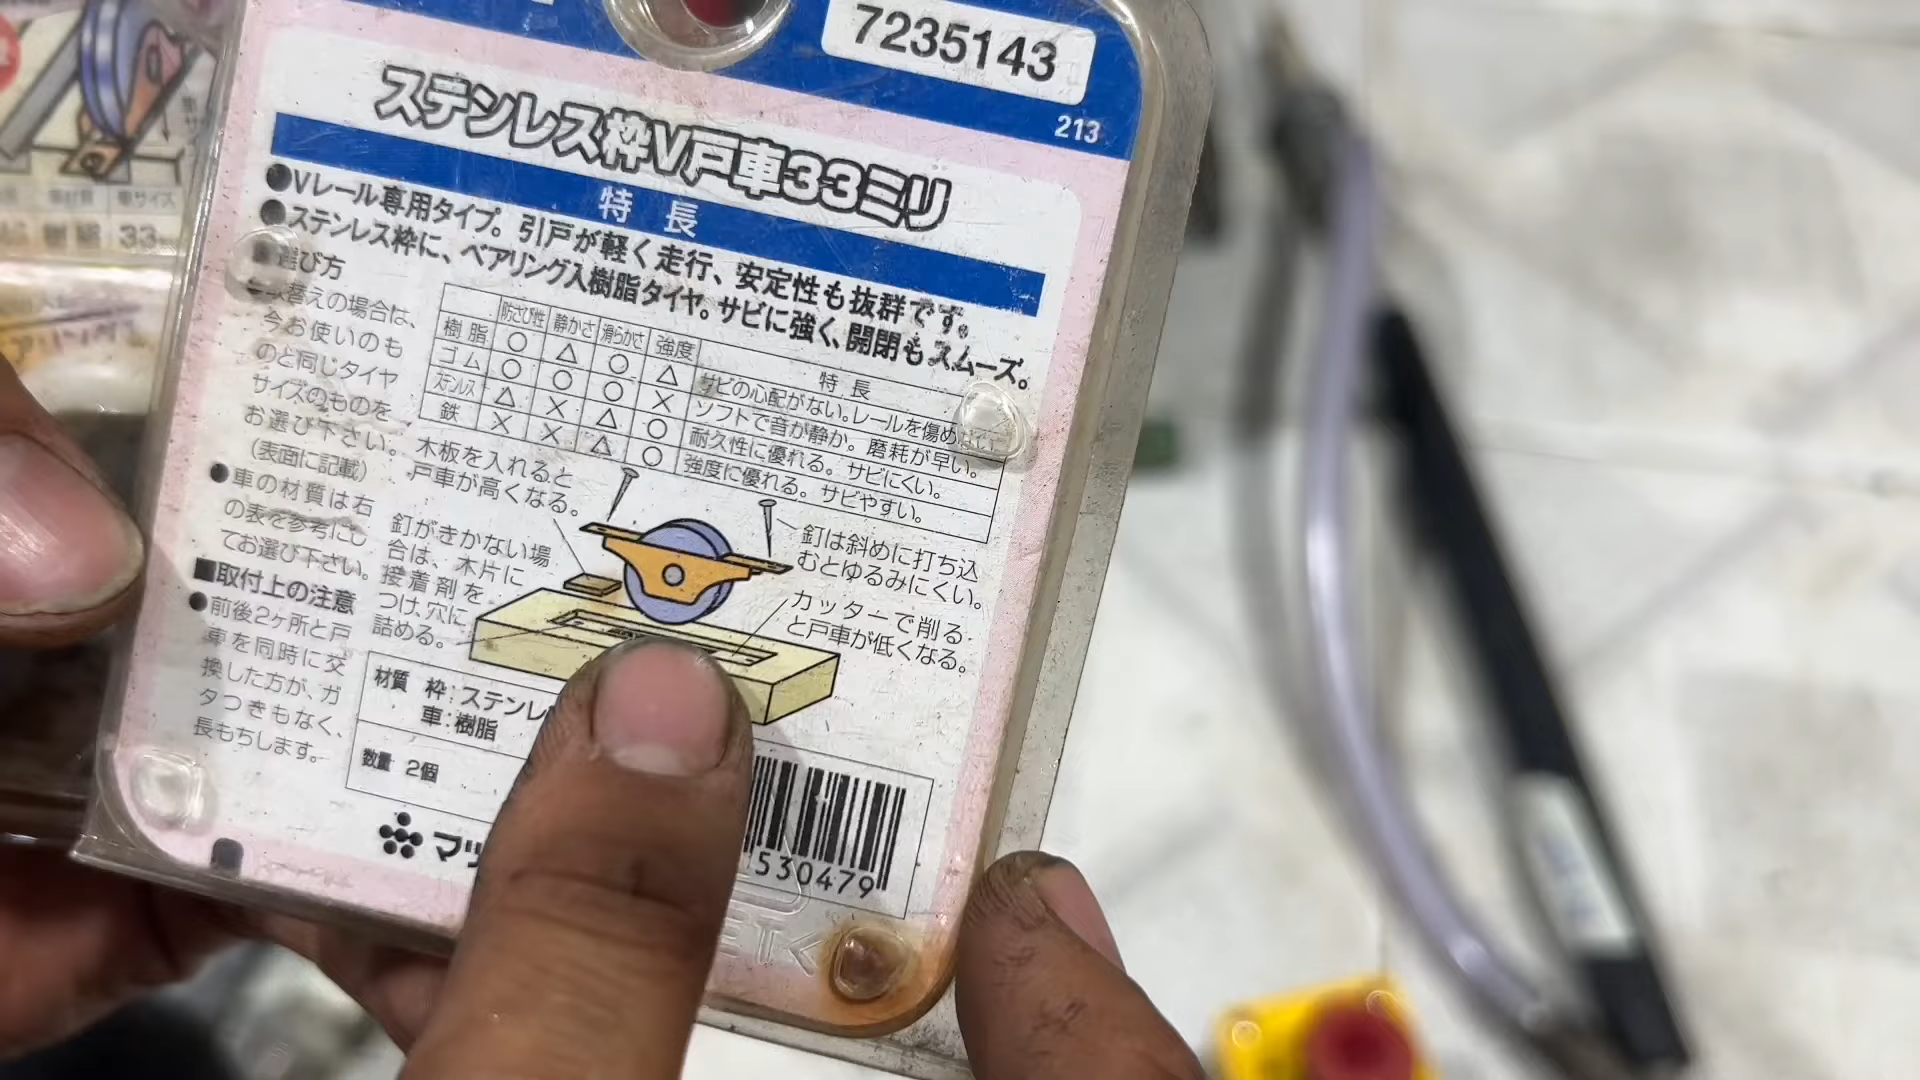 7235143
213
ステンレス枠V戸車33ミリ
特長
●Vレール専用タイプ。引戸が軽く走行、安定性も抜群です。
●ステンレス枠に、ベアリング入樹脂タイヤ。サビに強く、開閉もスムーズ。
■選び方
替えの場合は、
今お使いのも
のと同じタイヤ
サイズのものを
お選び下さい。
(表面に記載)
●車の材質は右
の表を参考にし
てお選び下さい。
防さび性 静かさ 滑らかさ 強度 特長
樹脂 ○ △ ○ △ サビの心配がない。レールを傷めない。
ゴム ○ ○ ○ × ソフトで音が静か。磨耗が早い。
ステンレス △ × △ ○ 耐久性に優れる。サビにくい。
鉄 × × △ ○ 強度に優れる。サビやすい。
木板を入れると
戸車が高くなる。
釘がきかない場
合は、木片に
接着剤を
つけ、穴に
詰める。
釘は斜めに打ち込
むとゆるみにくい。
カッターで削る
と戸車が低くなる。
■取付上の注意
●前後2ヶ所と戸
車を同時に交
換した方が、ガ
タつきもなく、
長もちします。
材質 枠:ステンレ
車:樹脂
数量 2個
マッ
530479
33